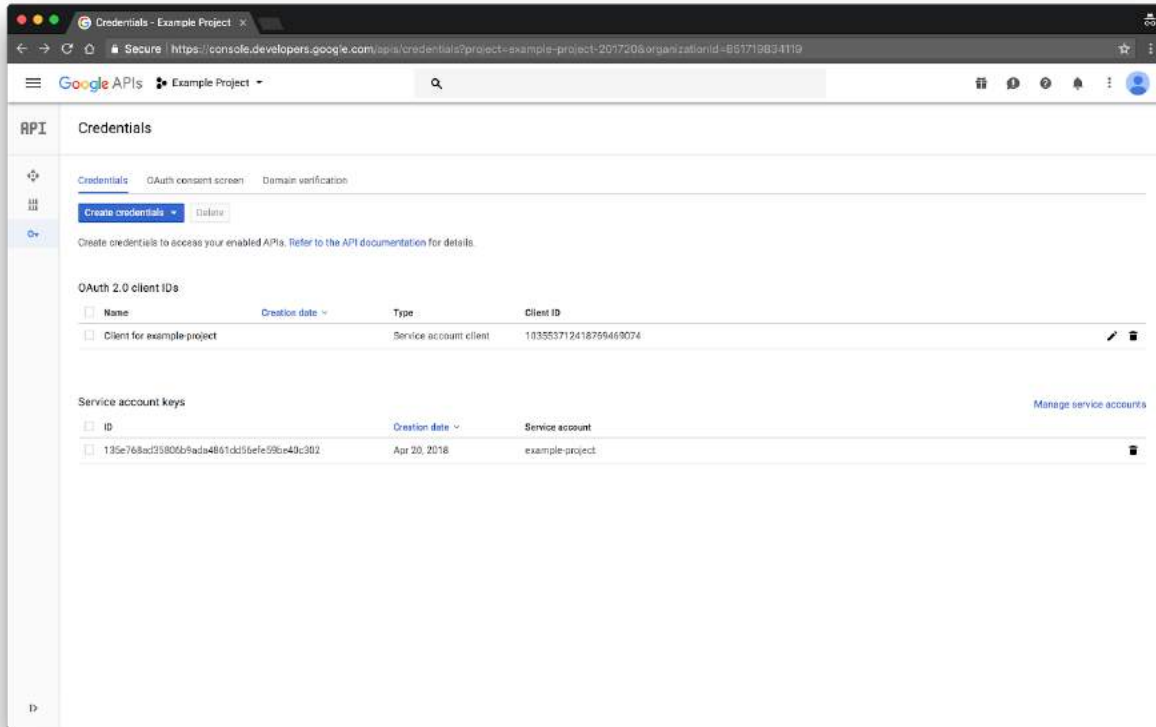 Credentials - Example Project
Secure https://console.developers.google.com/apis/credentials?project=example-project-201720&organizationId=851719834119
Google APIs Example Project
API Credentials
Credentials OAuth consent screen Domain verification
Create credentials Delete
Create credentials to access your enabled APIs. Refer to the API documentation for details.
OAuth 2.0 client IDs
Name Creation date Type Client ID
Client for example-project Service account client 103553712418769469074
Service account keys Manage service accounts
ID Creation date Service account
135e768ad35806b9ada4861dd56efe59be40c302 Apr 20, 2018 example-project